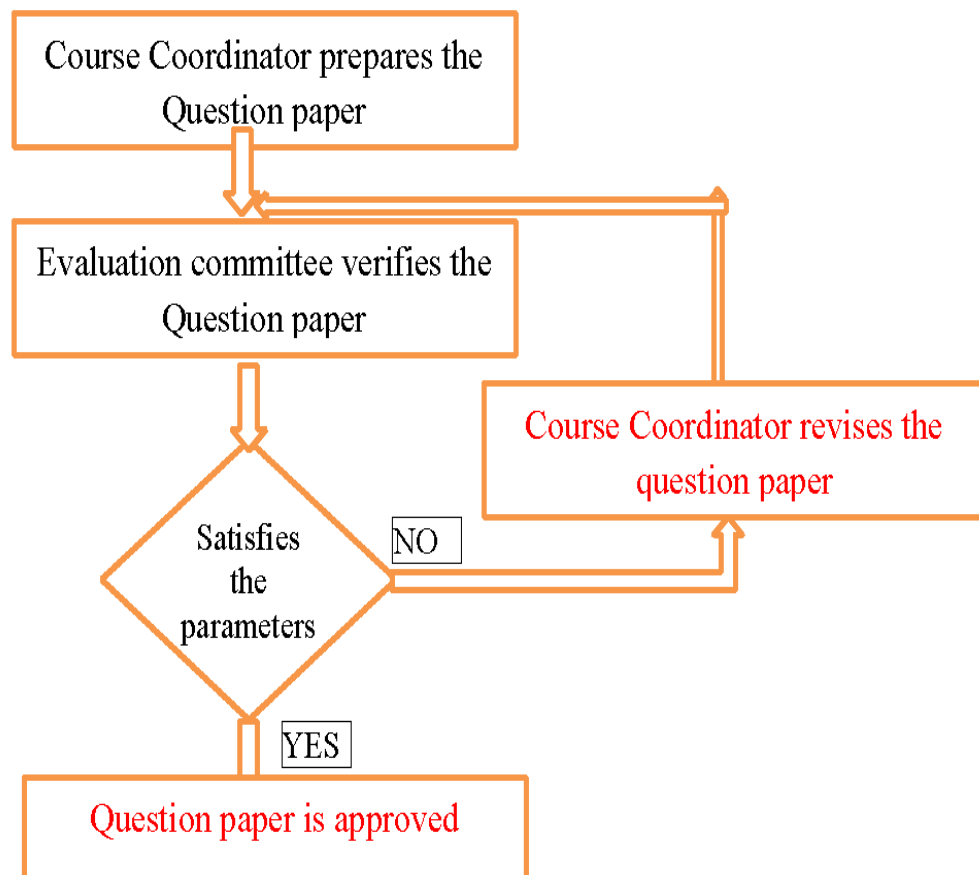 Course Coordinator prepares the
Question paper
Evaluation committee verifies the
Question paper
Course Coordinator revises the
question paper
Satisfies
the
parameters
NO
YES
Question paper is approved